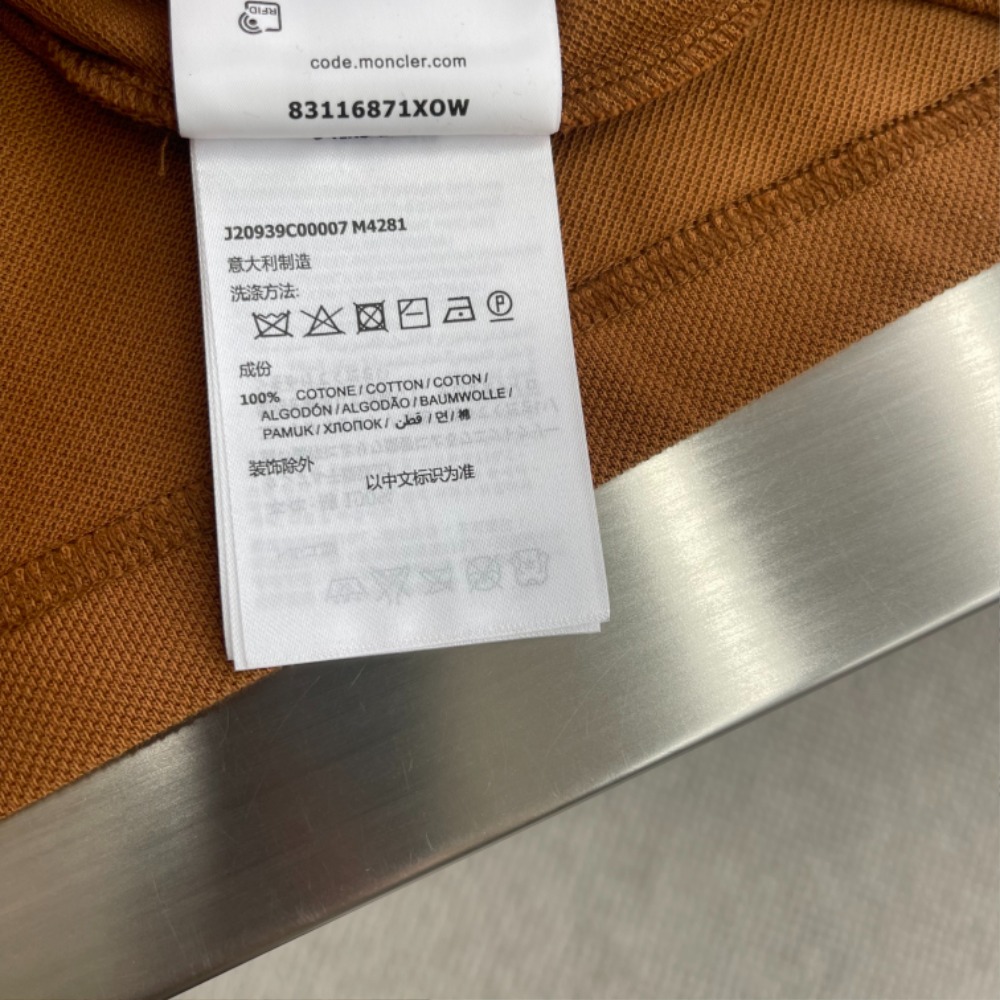 RFID
code.moncler.com
83116871XOW
J20939C00007 M4281
意大利制造
洗涤方法:
P
成份
100% COTONE / COTTON / COTON /
ALGODÓN / ALGODÃO / BAUMWOLLE /
PAMUK / ХЛОПОК / قطن / 면 / 棉
装饰除外
以中文标识为准